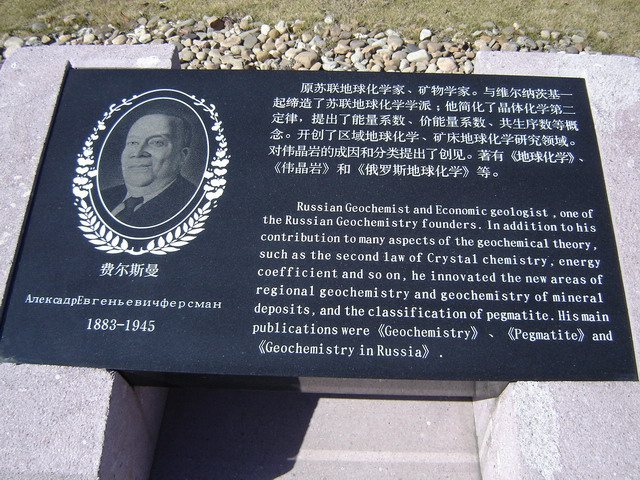 原苏联地球化学家、矿物学家。与维尔纳茨基一
起缔造了苏联地球化学学派；他简化了晶体化学第二
定律，提出了能量系数、价能量系数、共生序数等概
念。开创了区域地球化学、矿床地球化学研究领域。
对伟晶岩的成因和分类提出了创见。著有《地球化学》、
《伟晶岩》和《俄罗斯地球化学》等。
Russian Geochemist and Economic geologist , one of
the Russian Geochemistry founders. In addition to his
contribution to many aspects of the geochemical theory,
such as the second law of Crystal chemistry, energy
coefficient and so on, he innovated the new areas of
regional geochemistry and geochemistry of mineral
deposits, and the classification of pegmatite. His main
publications were《Geochemistry》、《Pegmatite》and
《Geochemistry in Russia》.
费尔斯曼
АлександрЕвгеньевичферсман
1883-1945